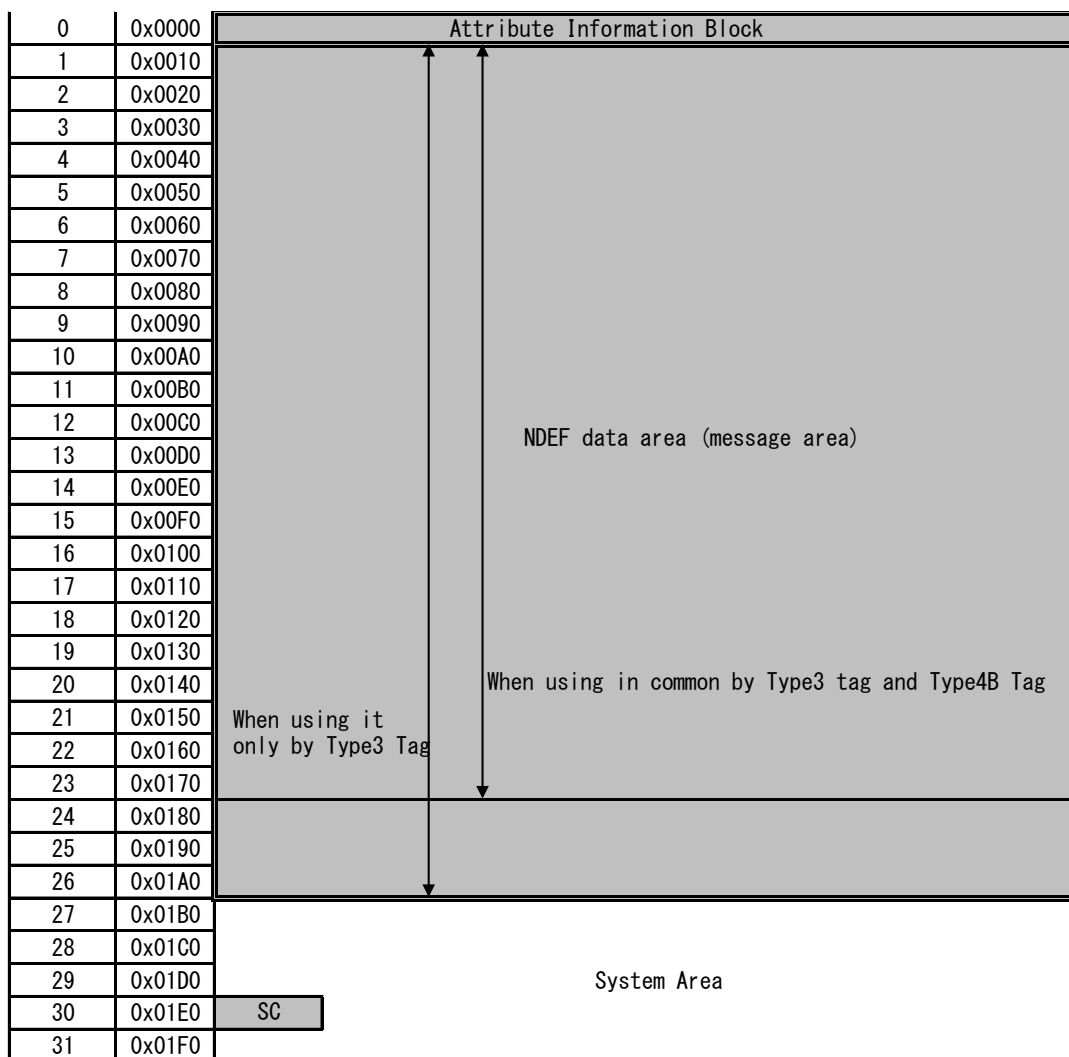 0 0x0000 Attribute Information Block
1 0x0010
2 0x0020
3 0x0030
4 0x0040
5 0x0050
6 0x0060
7 0x0070
8 0x0080
9 0x0090
10 0x00A0
11 0x00B0
12 0x00C0
NDEF data area (message area)
13 0x00D0
14 0x00E0
15 0x00F0
16 0x0100
17 0x0110
18 0x0120
19 0x0130
20 0x0140 When using in common by Type3 tag and Type4B Tag
21 0x0150 When using it
22 0x0160 only by Type3 Tag
23 0x0170
24 0x0180
25 0x0190
26 0x01A0
27 0x01B0
28 0x01C0
29 0x01D0 System Area
30 0x01E0 SC
31 0x01F0